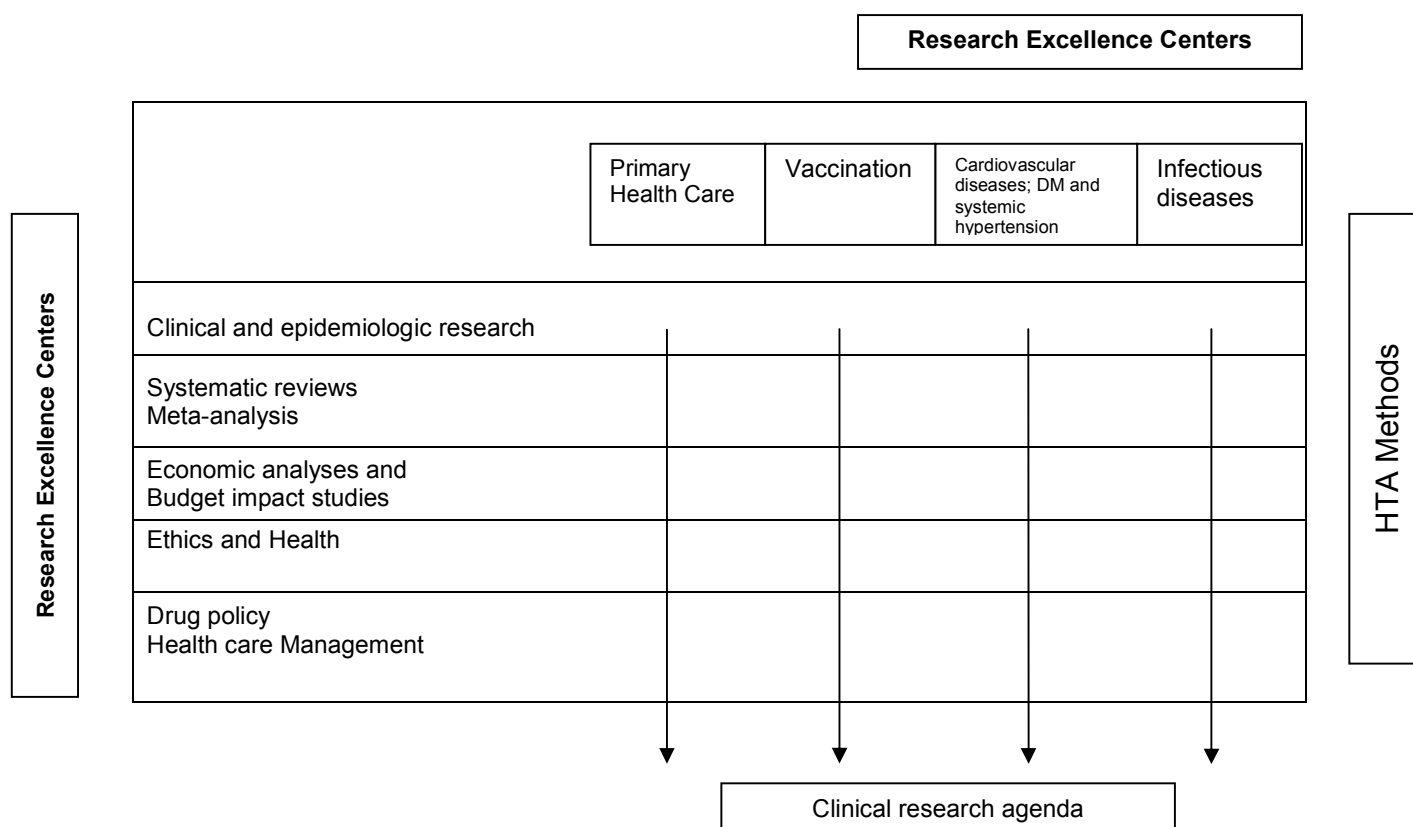 Research Excellence Centers
Primary
Health Care
Vaccination
Cardiovascular
diseases; DM and
systemic
hypertension
Infectious
diseases
Research Excellence Centers
Clinical and epidemiologic research
Systematic reviews
Meta-analysis
Economic analyses and
Budget impact studies
Ethics and Health
Drug policy
Health care Management
HTA Methods
Clinical research agenda